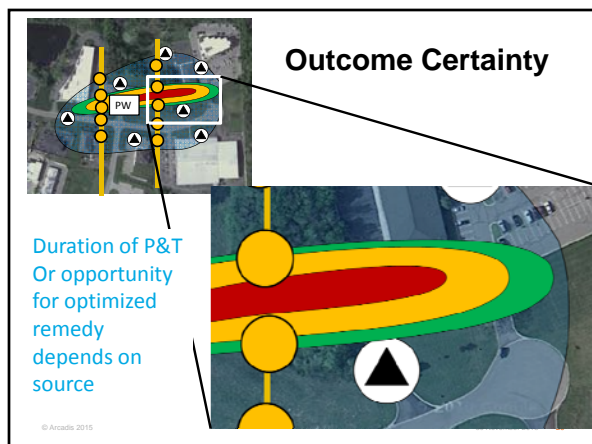 Outcome Certainty
PW
Duration of P&T
Or opportunity
for optimized
remedy
depends on
source
© Arcadis 2015